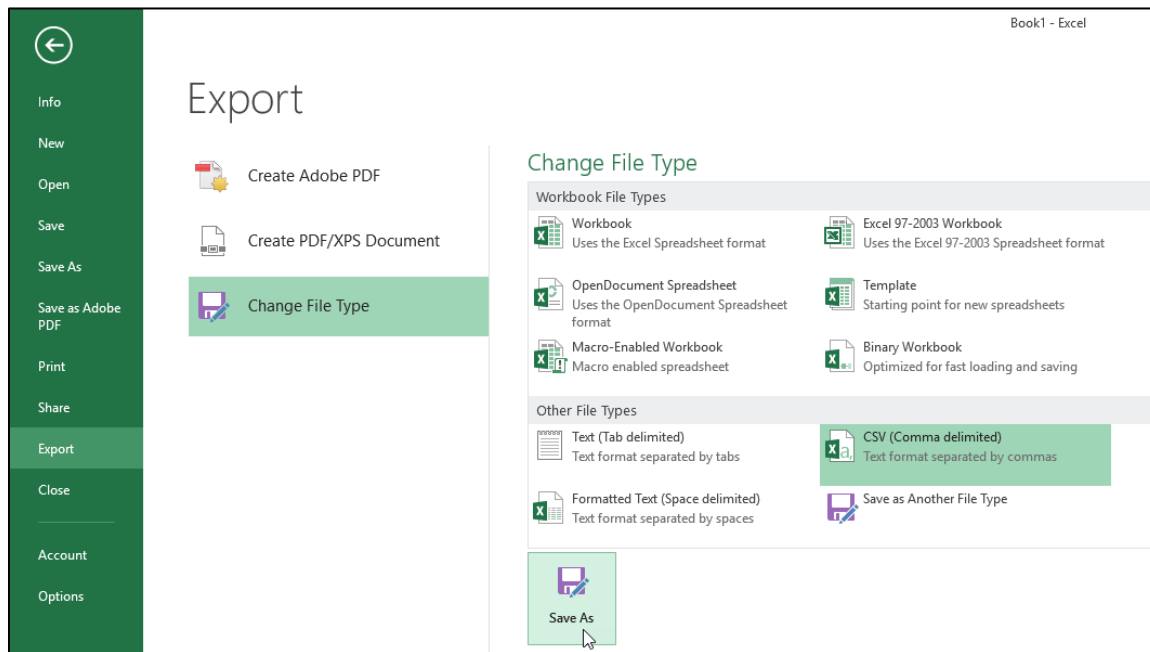 Book1 - Excel
Info
New
Open
Save
Save As
Save as Adobe
PDF
Print
Share
Export
Close
Account
Options
Export
Create Adobe PDF
Create PDF/XPS Document
Change File Type
Change File Type
Workbook File Types
Workbook
Uses the Excel Spreadsheet format
Excel 97-2003 Workbook
Uses the Excel 97-2003 Spreadsheet format
OpenDocument Spreadsheet
Uses the OpenDocument Spreadsheet
format
Template
Starting point for new spreadsheets
Macro-Enabled Workbook
Macro enabled spreadsheet
Binary Workbook
Optimized for fast loading and saving
Other File Types
Text (Tab delimited)
Text format separated by tabs
CSV (Comma delimited)
Text format separated by commas
Formatted Text (Space delimited)
Text format separated by spaces
Save as Another File Type
Save As